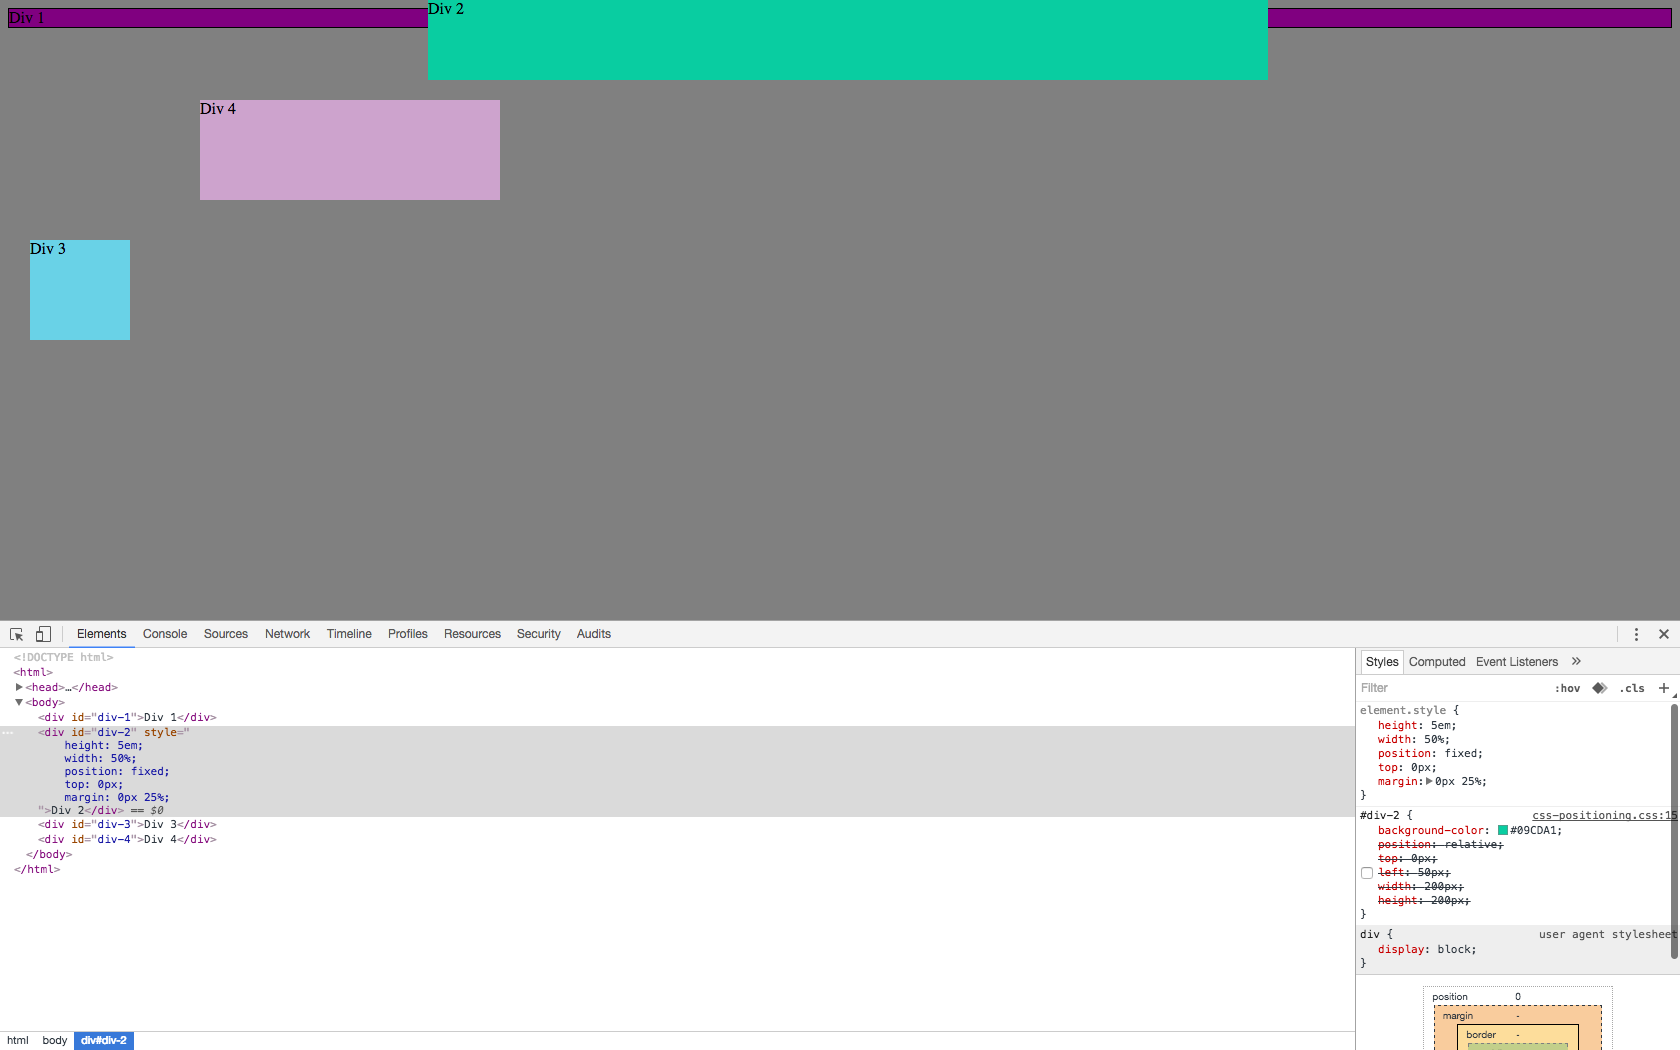 Div 1
Div 2
Div 4
Div 3
Elements Console Sources Network Timeline Profiles Resources Security Audits
<!DOCTYPE html>
<html>
<head>…</head>
<body>
<div id="div-1">Div 1</div>
<div id="div-2" style="
height: 5em;
width: 50%;
position: fixed;
top: 0px;
margin: 0px 25%;
">Div 2</div> == $0
<div id="div-3">Div 3</div>
<div id="div-4">Div 4</div>
</body>
</html>
html body div#div-2
Styles Computed Event Listeners »
Filter :hov .cls +
element.style {
height: 5em;
width: 50%;
position: fixed;
top: 0px;
margin: 0px 25%;
}
#div-2 { css-positioning.css:15
background-color: #09CDA1;
position: relative;
top: 0px;
left: 50px;
width: 200px;
height: 200px;
}
div { user agent stylesheet
display: block;
}
position 0
margin -
border -